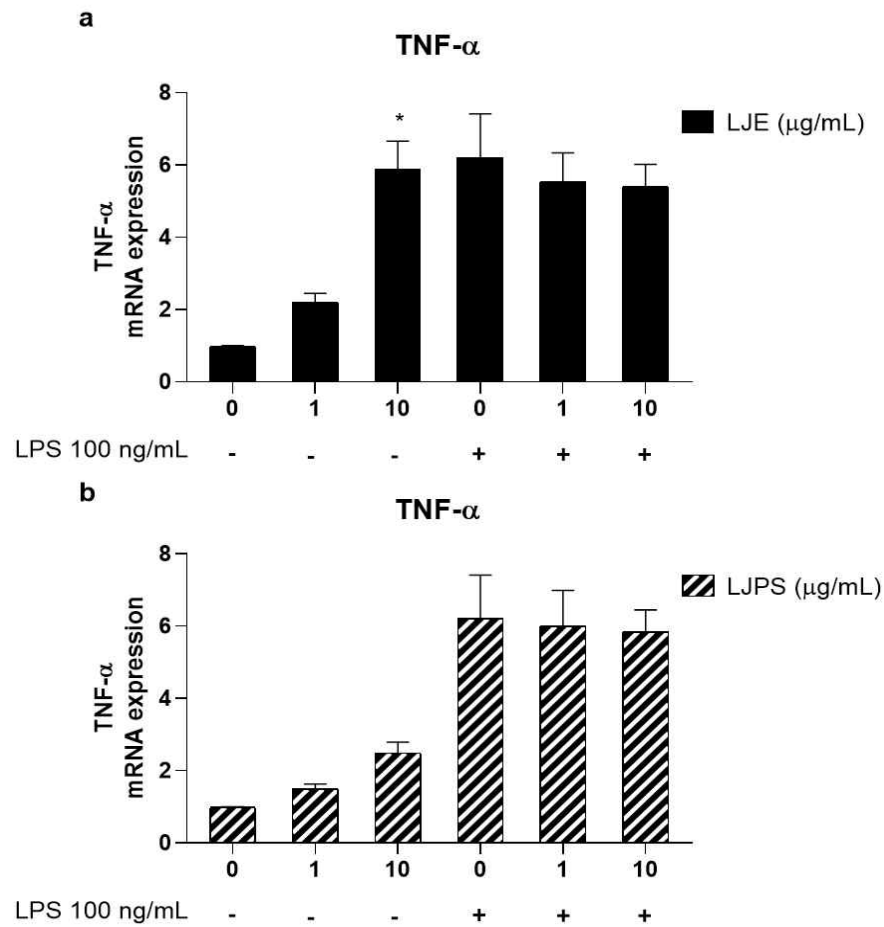 a
TNF-α
8
6
4
2
0
TNF-α
mRNA expression
*
LJE (μg/mL)
0 1 10 0 1 10
LPS 100 ng/mL - - - + + +
b
TNF-α
8
6
4
2
0
TNF-α
mRNA expression
LJPS (μg/mL)
0 1 10 0 1 10
LPS 100 ng/mL - - - + + +